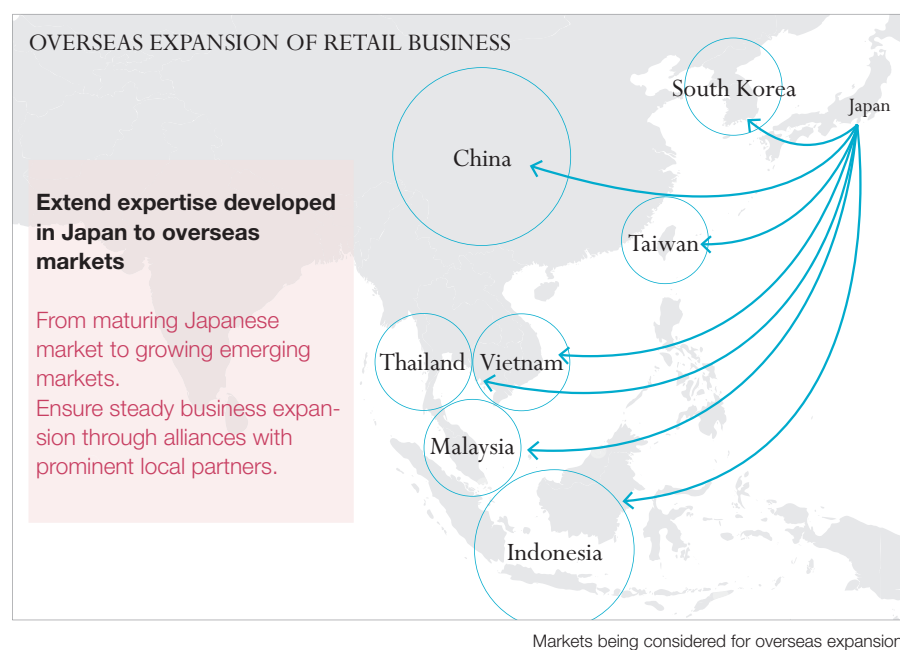 OVERSEAS EXPANSION OF RETAIL BUSINESS
South Korea
Japan
China
Extend expertise developed
in Japan to overseas
markets
Taiwan
From maturing Japanese
market to growing emerging
markets.
Ensure steady business expan-
sion through alliances with
prominent local partners.
Thailand
Vietnam
Malaysia
Indonesia
Markets being considered for overseas expansion